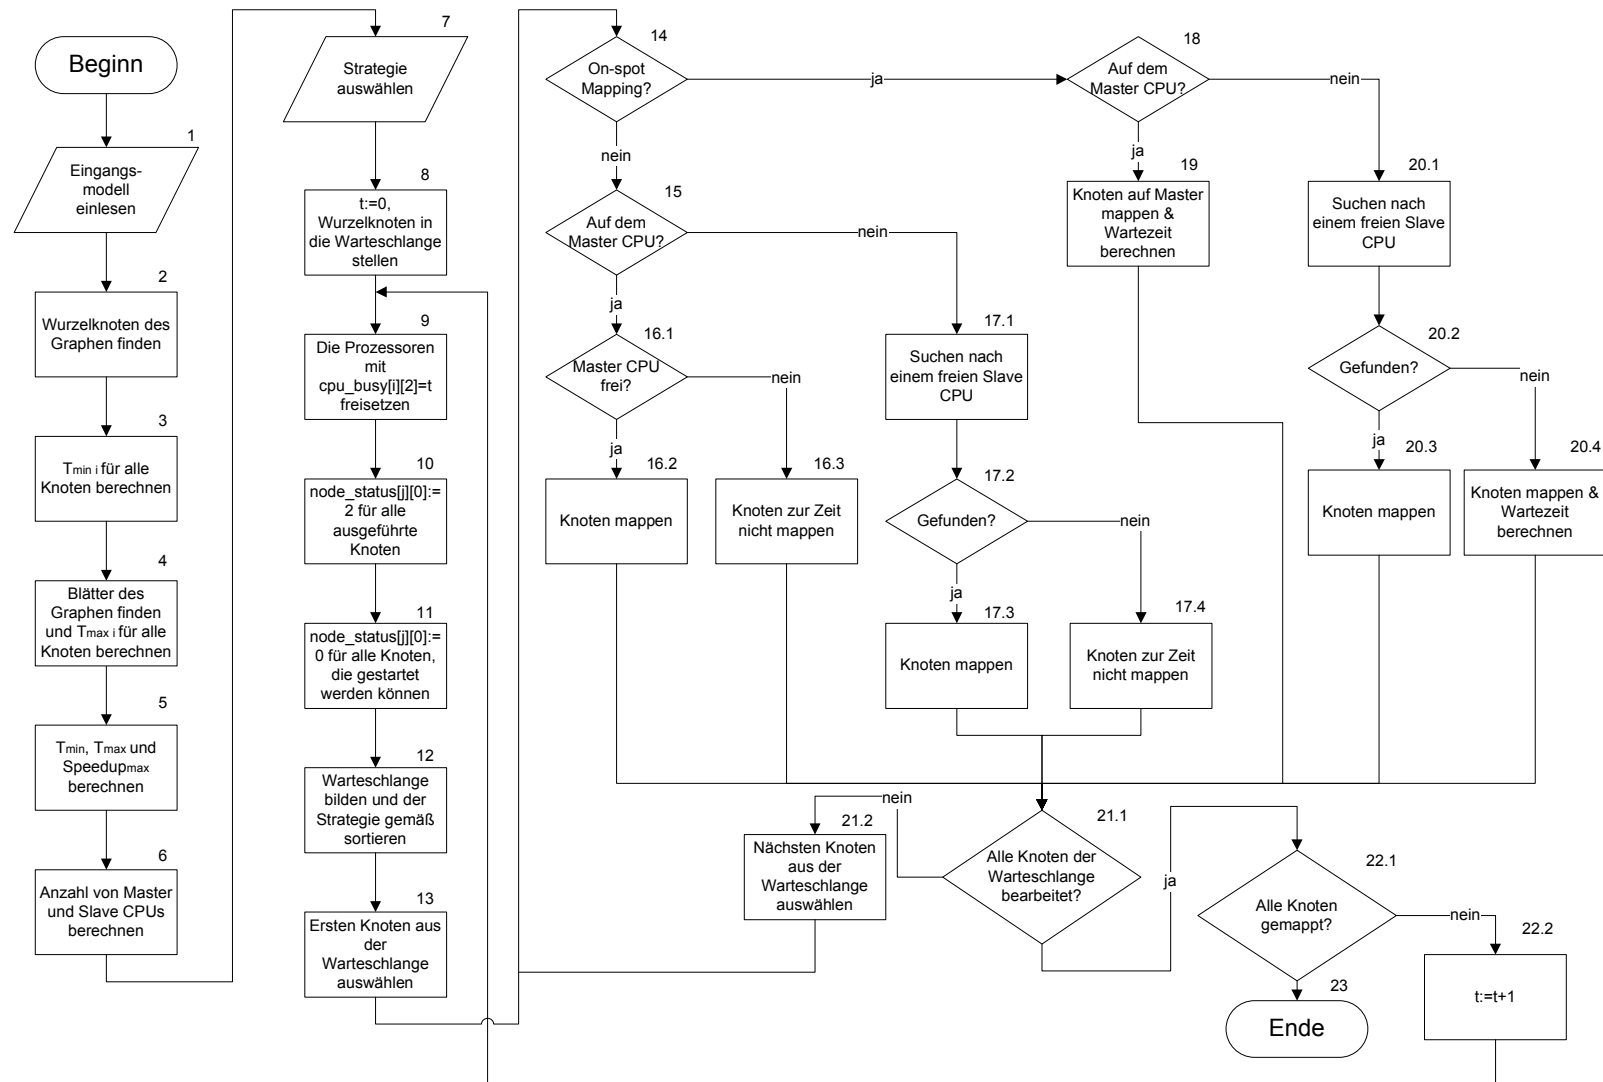 Beginn
1
Eingangs-
modell
einlesen
2
Wurzelknoten des
Graphen finden
3
Tmin i für alle
Knoten berechnen
4
Blätter des
Graphen finden
und Tmax i für alle
Knoten berechnen
5
Tmin, Tmax und
Speedupmax
berechnen
6
Anzahl von Master
und Slave CPUs
berechnen
7
Strategie
auswählen
8
t:=0,
Wurzelknoten in
die Warteschlange
stellen
9
Die Prozessoren
mit
cpu_busy[i][2]=t
freisetzen
10
node_status[j][0]:=
2 für alle
ausgeführte
Knoten
11
node_status[j][0]:=
0 für alle Knoten,
die gestartet
werden können
12
Warteschlange
bilden und der
Strategie gemäß
sortieren
13
Ersten Knoten aus
der
Warteschlange
auswählen
14
On-spot
Mapping?
ja
nein
15
Auf dem
Master CPU?
nein
ja
16.1
Master CPU
frei?
nein
ja
16.2
Knoten mappen
16.3
Knoten zur Zeit
nicht mappen
17.1
Suchen nach
einem freien Slave
CPU
17.2
Gefunden?
nein
ja
17.3
Knoten mappen
17.4
Knoten zur Zeit
nicht mappen
18
Auf dem
Master CPU?
nein
ja
19
Knoten auf Master
mappen &
Wartezeit
berechnen
20.1
Suchen nach
einem freien Slave
CPU
20.2
Gefunden?
nein
ja
20.3
Knoten mappen
20.4
Knoten mappen &
Wartezeit
berechnen
21.1
Alle Knoten der
Warteschlange
bearbeitet?
nein
ja
21.2
Nächsten Knoten
aus der
Warteschlange
auswählen
22.1
Alle Knoten
gemappt?
nein
22.2
t:=t+1
23
Ende